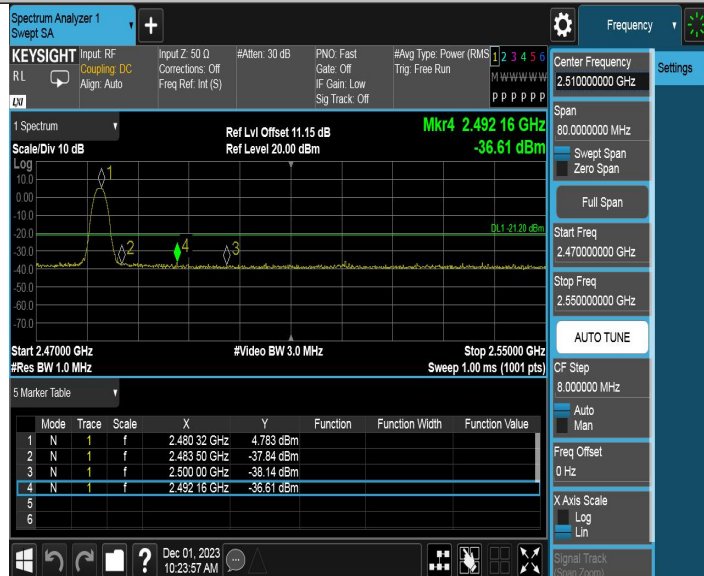 Spectrum Analyzer 1
Swept SA
+
Frequency
KEYSIGHT
RL
LXI
Input: RF
Coupling: DC
Align: Auto
Input Z: 50 Ω
Corrections: Off
Freq Ref: Int (S)
#Atten: 30 dB
PNO: Fast
Gate: Off
IF Gain: Low
Sig Track: Off
#Avg Type: Power (RMS
Trig: Free Run
1 2 3 4 5 6
M W W W W W
P P P P P P
1 Spectrum
Scale/Div 10 dB
Ref Lvl Offset 11.15 dB
Ref Level 20.00 dBm
Mkr4 2.492 16 GHz
-36.61 dBm
Log
10.0
0.00
-10.0
-20.0
-30.0
-40.0
-50.0
-60.0
-70.0
1
2
4
3
DL1 -21.20 dBm
Start 2.47000 GHz
#Res BW 1.0 MHz
#Video BW 3.0 MHz
Stop 2.55000 GHz
Sweep 1.00 ms (1001 pts)
5 Marker Table
Mode Trace Scale X Y Function Function Width Function Value
1 N 1 f 2.480 32 GHz 4.783 dBm
2 N 1 f 2.483 50 GHz -37.84 dBm
3 N 1 f 2.500 00 GHz -38.14 dBm
4 N 1 f 2.492 16 GHz -36.61 dBm
5
6
?
Dec 01, 2023
10:23:57 AM
Center Frequency
2.510000000 GHz
Span
80.0000000 MHz
Swept Span
Zero Span
Full Span
Start Freq
2.470000000 GHz
Stop Freq
2.550000000 GHz
AUTO TUNE
CF Step
8.000000 MHz
Auto
Man
Freq Offset
0 Hz
X Axis Scale
Log
Lin
Signal Track
(Span Zoom)
Settings